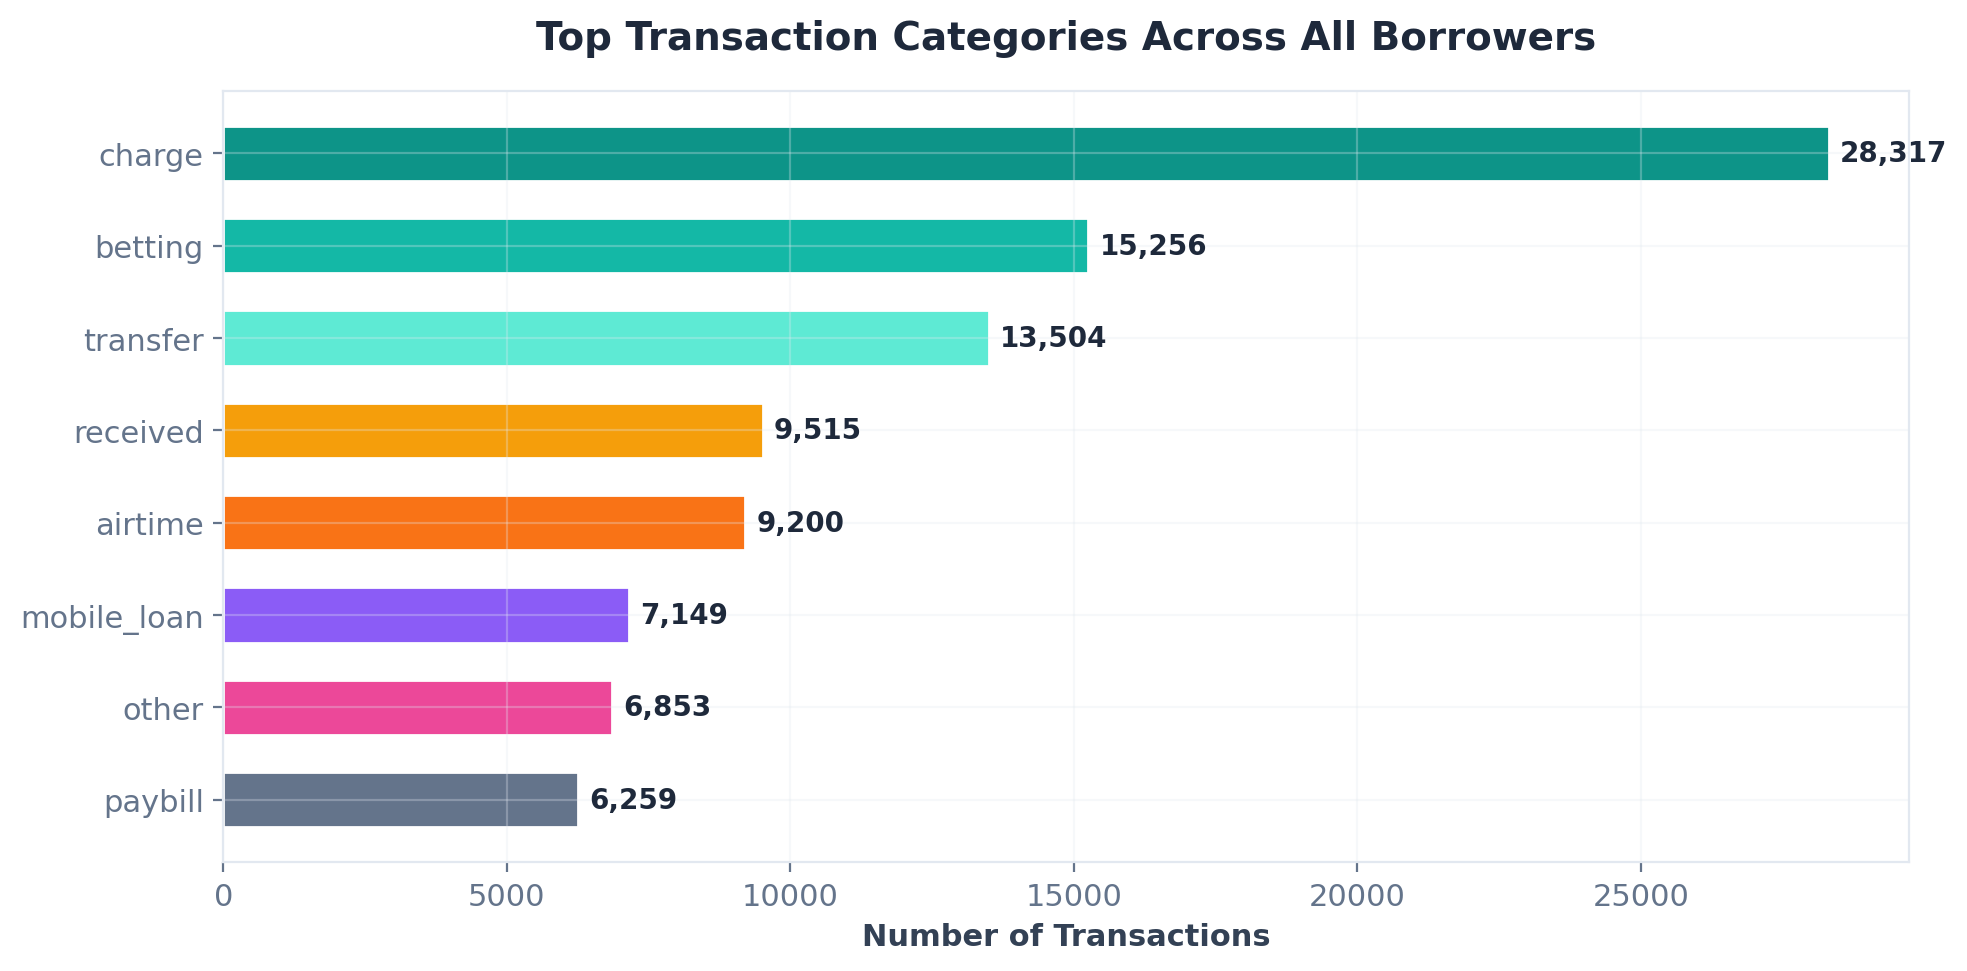 Top Transaction Categories Across All Borrowers
charge 28,317
betting 15,256
transfer 13,504
received 9,515
airtime 9,200
mobile_loan 7,149
other 6,853
paybill 6,259
0 5000 10000 15000 20000 25000
Number of Transactions